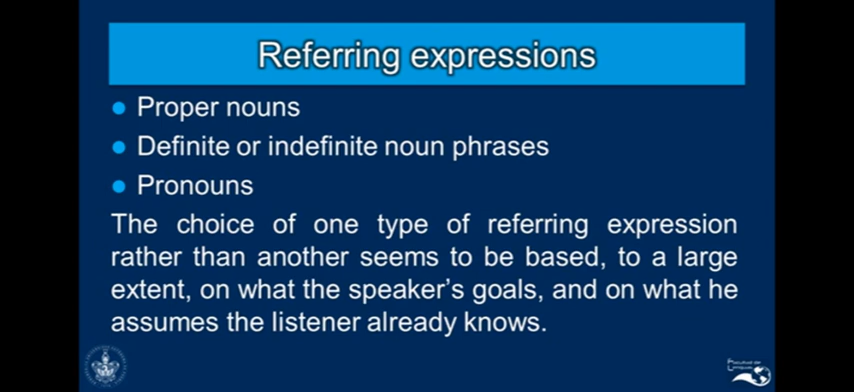 Referring expressions
Proper nouns
Definite or indefinite noun phrases
Pronouns
The choice of one type of referring expression
rather than another seems to be based, to a large
extent, on what the speaker's goals, and on what he
assumes the listener already knows.